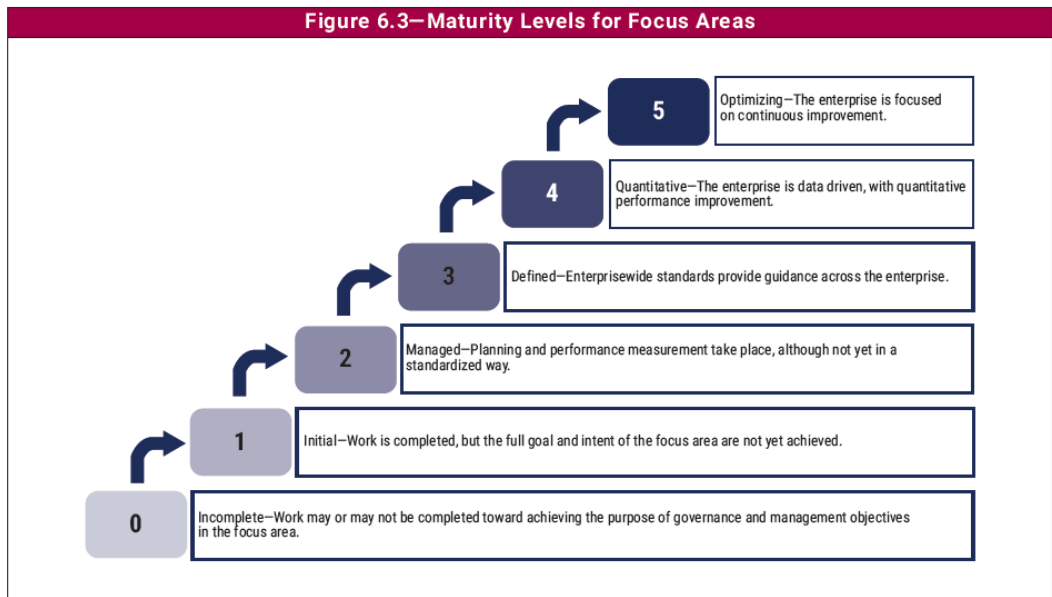 Figure 6.3—Maturity Levels for Focus Areas
5
Optimizing—The enterprise is focused
on continuous improvement.
4
Quantitative—The enterprise is data driven, with quantitative
performance improvement.
3
Defined—Enterprisewide standards provide guidance across the enterprise.
2
Managed—Planning and performance measurement take place, although not yet in a
standardized way.
1
Initial—Work is completed, but the full goal and intent of the focus area are not yet achieved.
0
Incomplete—Work may or may not be completed toward achieving the purpose of governance and management objectives
in the focus area.